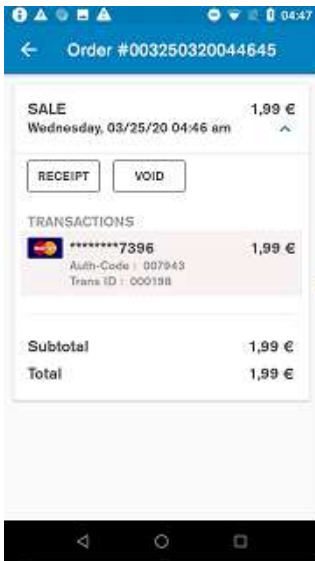 04:47
Order #003250320044645
SALE 1,99 €
Wednesday, 03/25/20 04:46 am
RECEIPT VOID
TRANSACTIONS
********7396 1,99 €
Auth-Code : 007943
Trans ID : 000198
Subtotal 1,99 €
Total 1,99 €